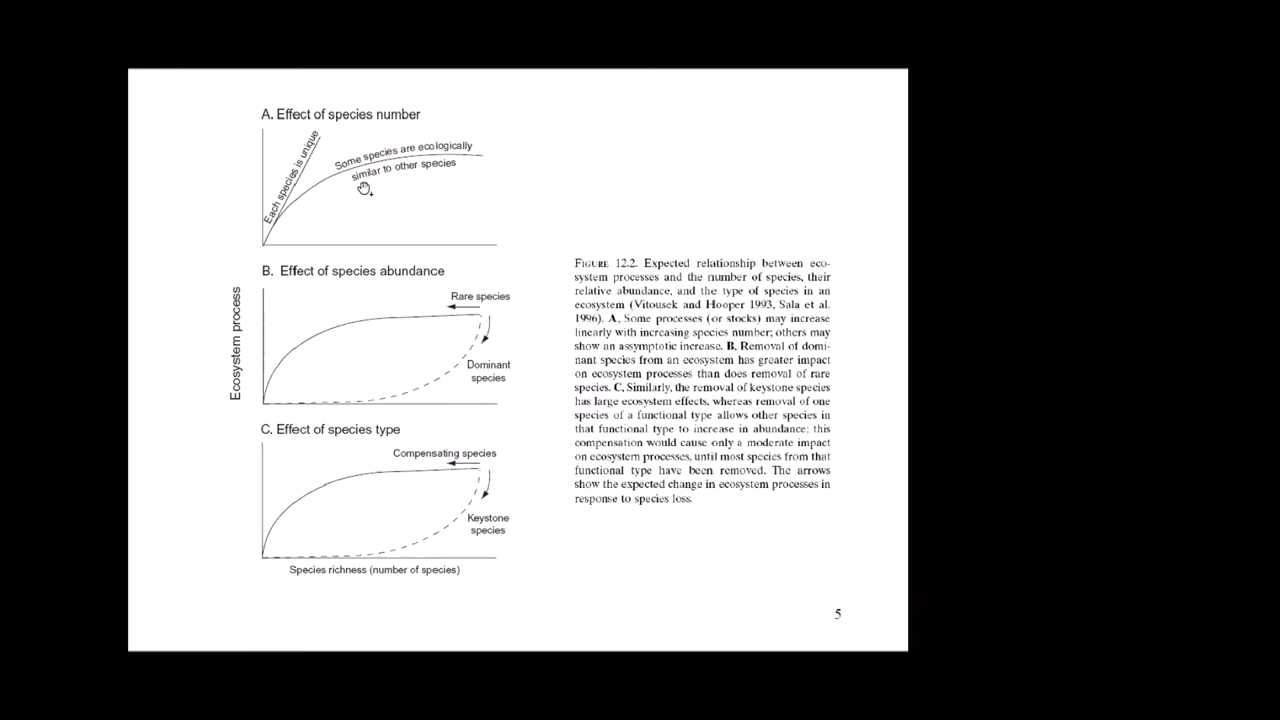 A. Effect of species number
Each species is unique
Some species are ecologically
similar to other species
B. Effect of species abundance
Rare species
Dominant
species
Ecosystem process
C. Effect of species type
Compensating species
Keystone
species
Species richness (number of species)
FIGURE 12.2. Expected relationship between eco-
system processes and the number of species, their
relative abundance, and the type of species in an
ecosystem (Vitousek and Hooper 1993, Sala et al.
1996). A, Some processes (or stocks) may increase
linearly with increasing species number; others may
show an assymptotic increase. B, Removal of domi-
nant species from an ecosystem has greater impact
on ecosystem processes than does removal of rare
species. C, Similarly, the removal of keystone species
has large ecosystem effects, whereas removal of one
species of a functional type allows other species in
that functional type to increase in abundance; this
compensation would cause only a moderate impact
on ecosystem processes, until most species from that
functional type have been removed. The arrows
show the expected change in ecosystem processes in
response to species loss.
5